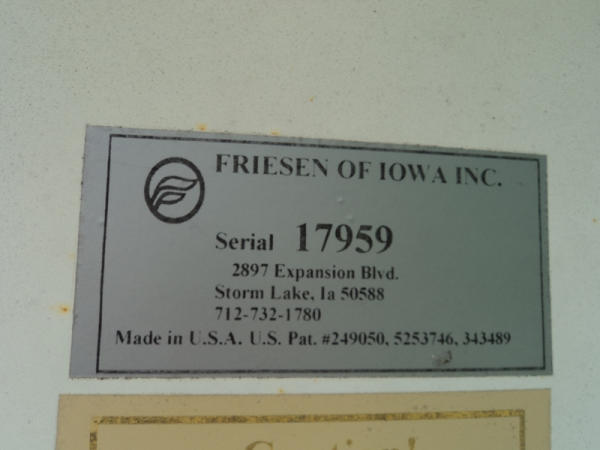 FRIESEN OF IOWA INC.
Serial 17959
2897 Expansion Blvd.
Storm Lake, Ia 50588
712-732-1780
Made in U.S.A. U.S. Pat. #249050, 5253746, 343489
Caution!